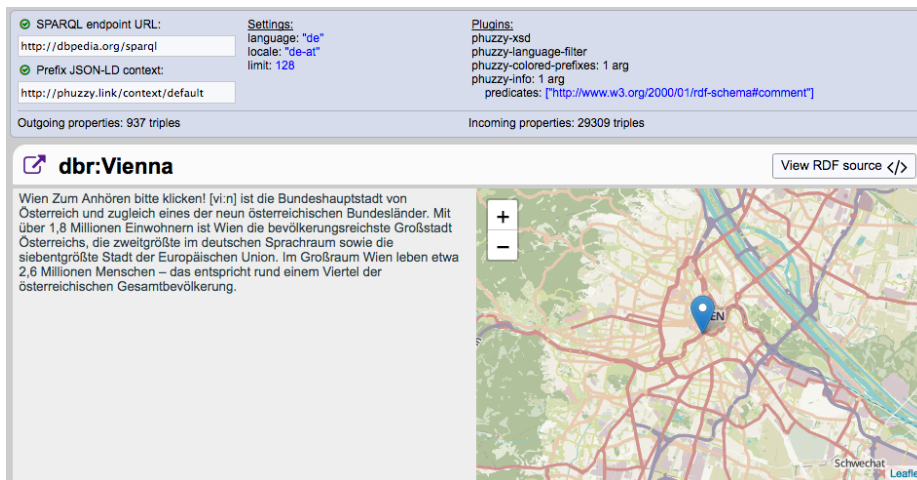 SPARQL endpoint URL:
http://dbpedia.org/sparql
Prefix JSON-LD context:
http://phuzzy.link/context/default
Settings:
language: "de"
locale: "de-at"
limit: 128
Plugins:
phuzzy-xsd
phuzzy-language-filter
phuzzy-colored-prefixes: 1 arg
phuzzy-info: 1 arg
predicates: ["http://www.w3.org/2000/01/rdf-schema#comment"]
Outgoing properties: 937 triples
Incoming properties: 29309 triples
dbr:Vienna
View RDF source </>
Wien Zum Anhören bitte klicken! [viːn] ist die Bundeshauptstadt von
Österreich und zugleich eines der neun österreichischen Bundesländer. Mit
über 1,8 Millionen Einwohnern ist Wien die bevölkerungsreichste Großstadt
Österreichs, die zweitgrößte im deutschen Sprachraum sowie die
siebentgrößte Stadt der Europäischen Union. Im Großraum Wien leben etwa
2,6 Millionen Menschen – das entspricht rund einem Viertel der
österreichischen Gesamtbevölkerung.
+
−
EN
Schwechat
Leafle